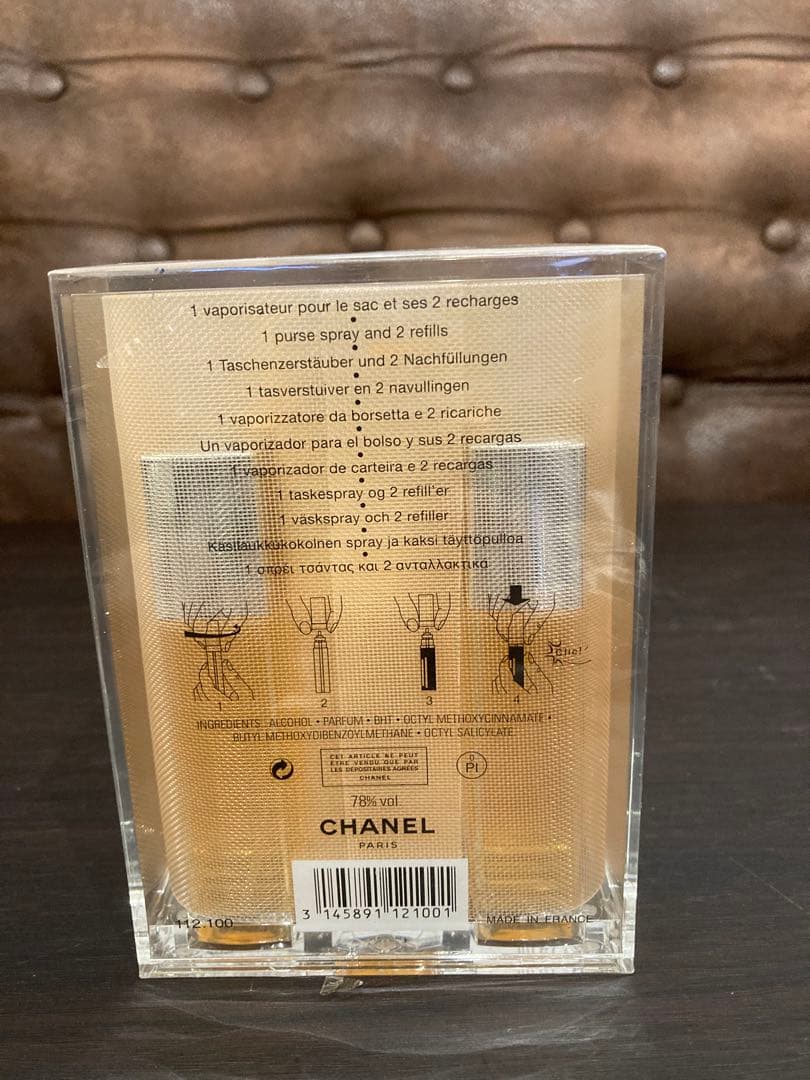 1 vaporisateur pour le sac et ses 2 recharges
•
1 purse spray and 2 refills
•
1 Taschenzerstäuber und 2 Nachfüllungen
•
1 tasverstuiver en 2 navullingen
•
1 vaporizzatore da borsetta e 2 ricariche
•
Un vaporizador para el bolso y sus 2 recargas
•
1 vaporizador de carteira e 2 recargas
•
1 taskespray og 2 refill'er
•
1 väskspray och 2 refiller
•
Käsilaukkukokoinen spray ja kaksi täyttöpulloa
•
1 σπρέι τσάντας και 2 ανταλλακτικά
Clic!
1 2 3 4
INGREDIENTS : ALCOHOL • PARFUM • BHT • OCTYL METHOXYCINNAMATE •
BUTYL METHOXYDIBENZOYLMETHANE • OCTYL SALICYLATE
CET ARTICLE NE PEUT
ETRE VENDU QUE PAR
LES DEPOSITAIRES AGREES
CHANEL
PI
78% vol
CHANEL
PARIS
3 145891 121001
112.100
MADE IN FRANCE